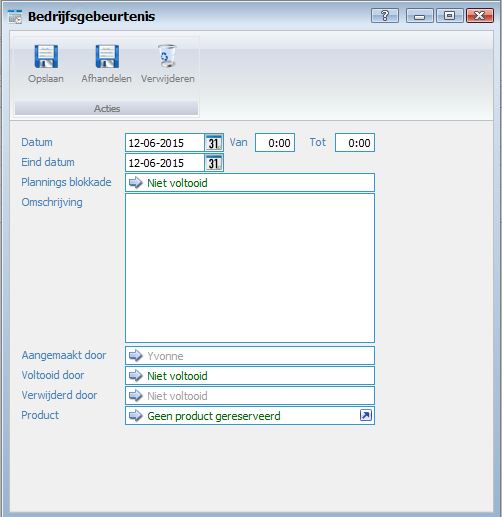 Bedrijfsgebeurtenis
?
Opslaan Afhandelen Verwijderen
Acties
Datum 12-06-2015 31 Van 0:00 Tot 0:00
Eind datum 12-06-2015 31
Plannings blokkade Niet voltooid
Omschrijving
Aangemaakt door Yvonne
Voltooid door Niet voltooid
Verwijderd door Niet voltooid
Product Geen product gereserveerd